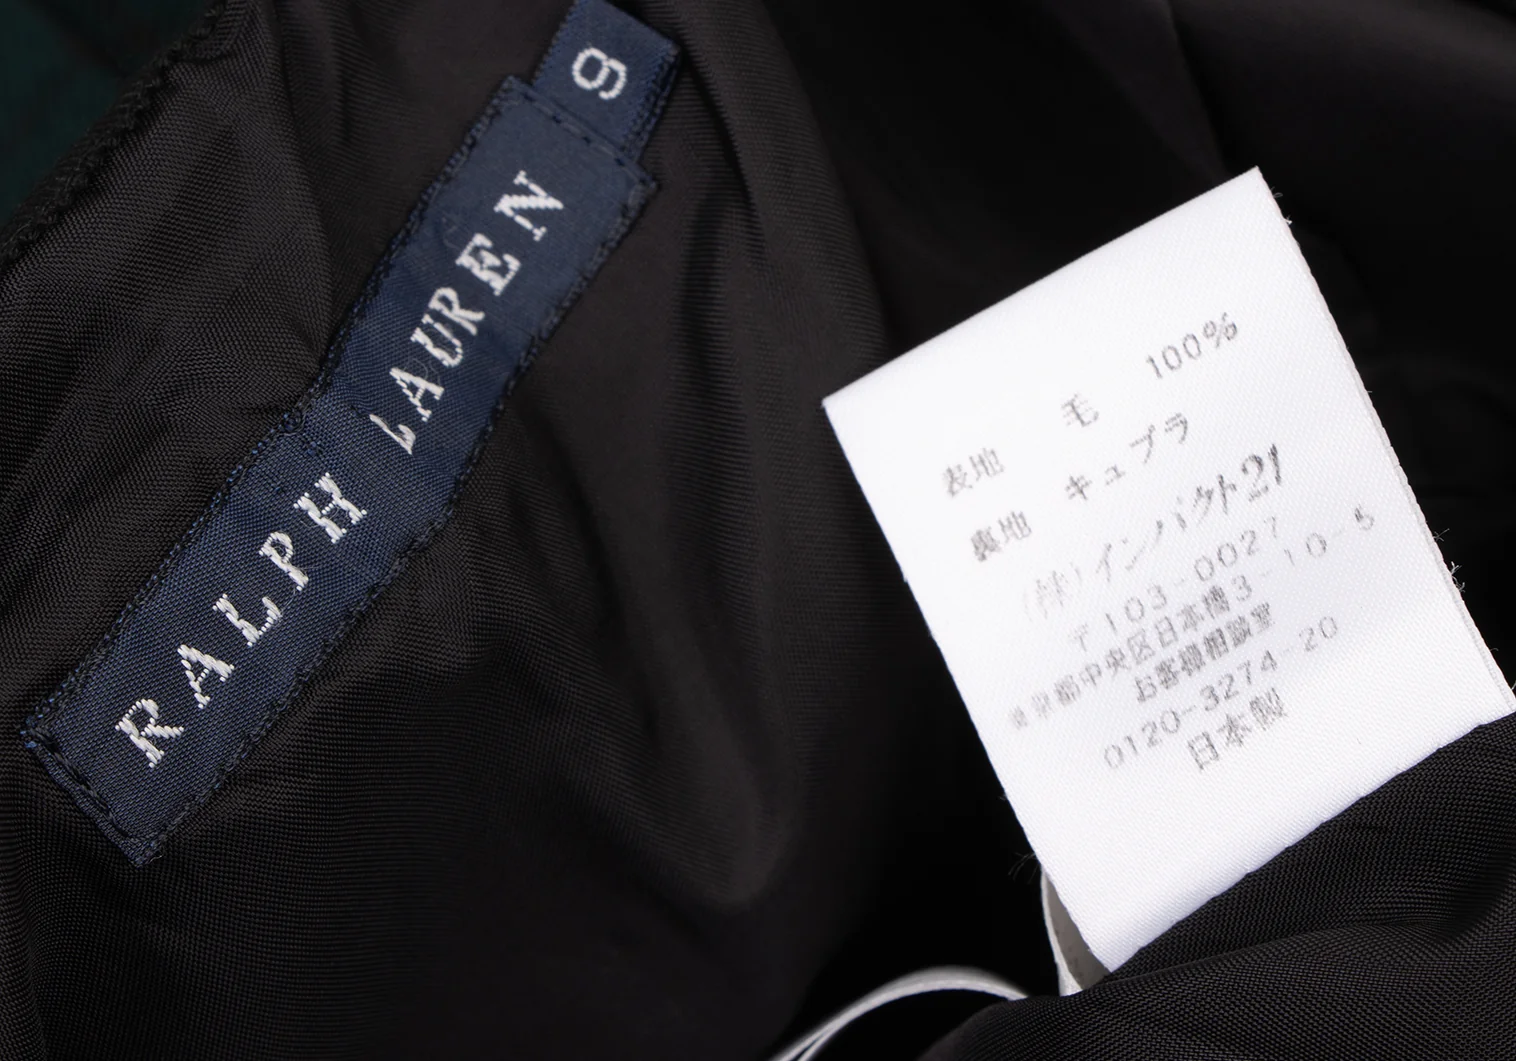 9
RALPH LAUREN
表地 毛 100%
裏地 キュプラ
(株)インパクト21
〒103-0027
東京都中央区日本橋3-10-5
お客様相談室
0120-3274-20
日本製